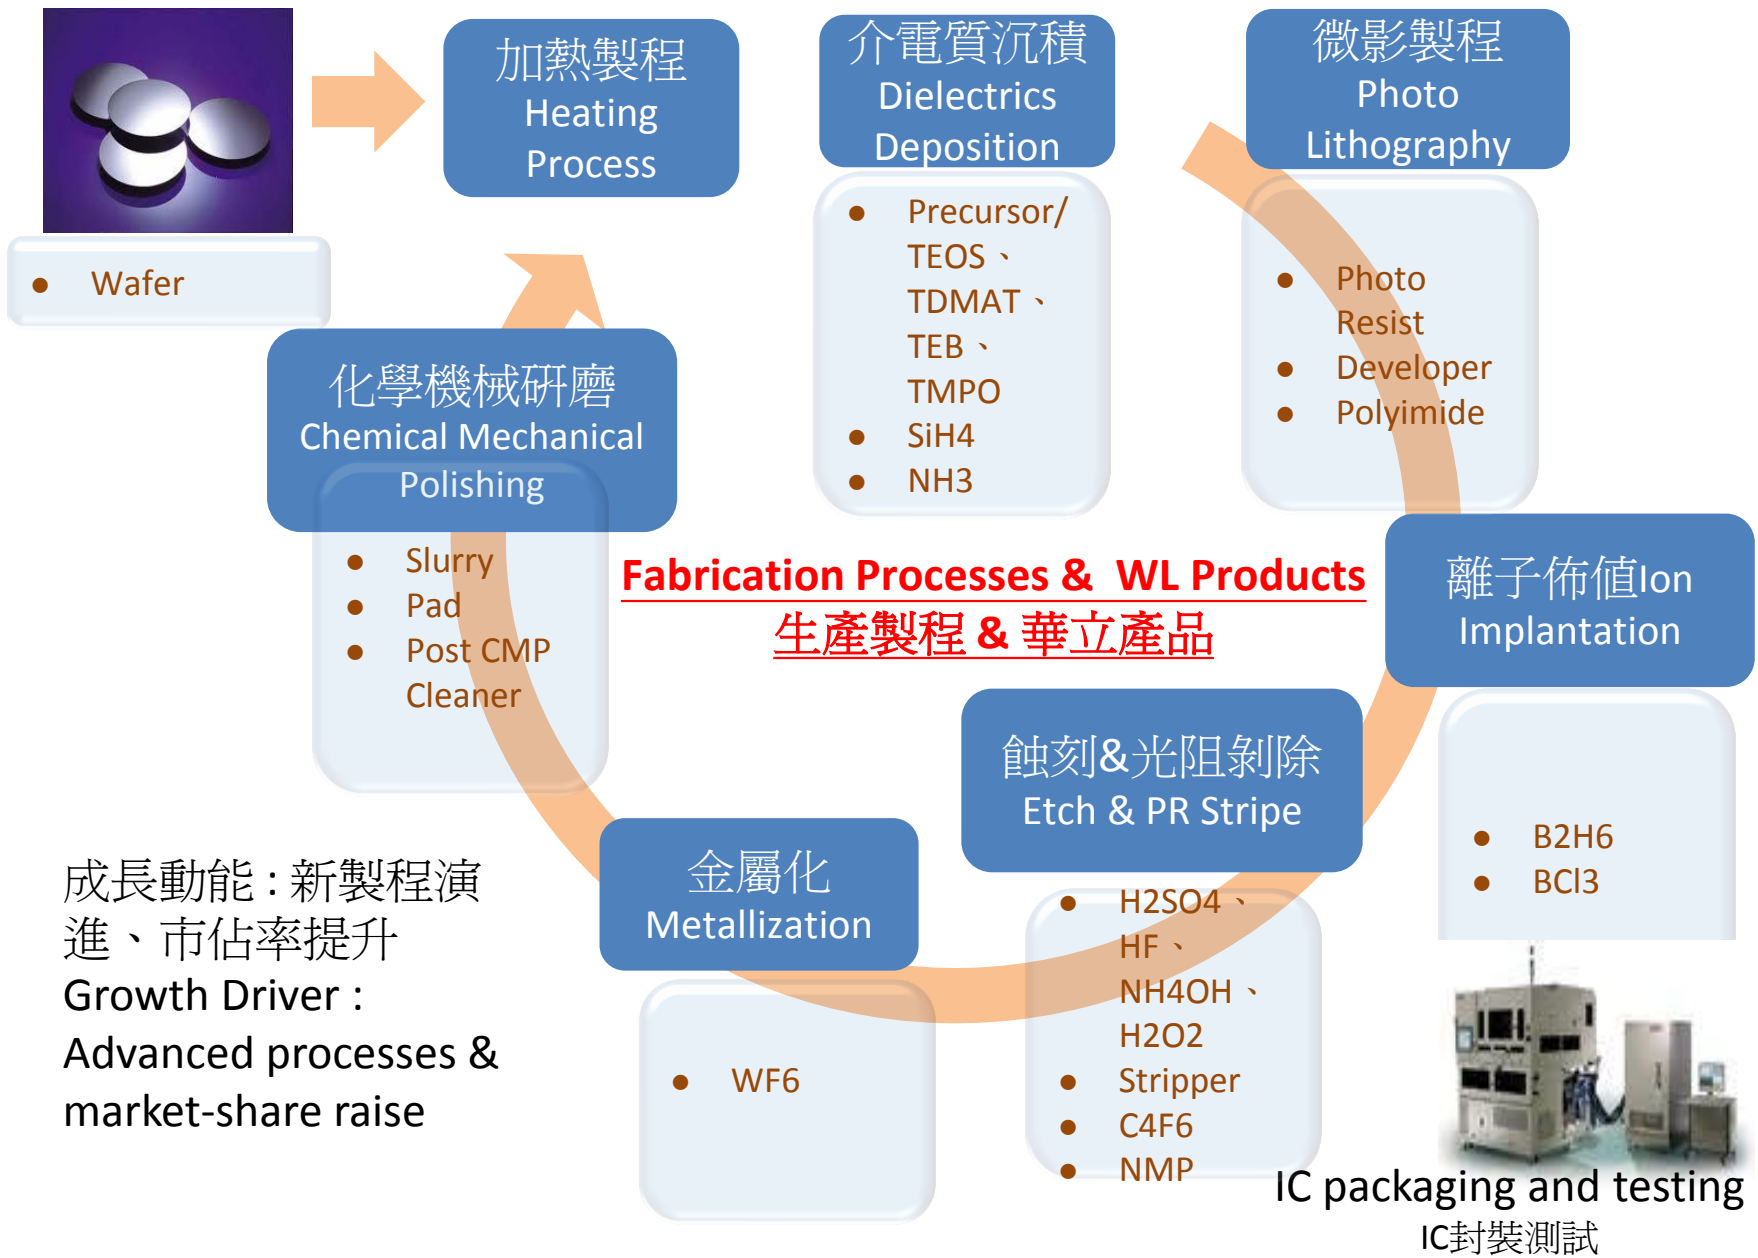 加熱製程
Heating
Process
介電質沉積
Dielectrics
Deposition
微影製程
Photo
Lithography
● Wafer
● Precursor/
TEOS、
TDMAT、
TEB、
TMPO
● SiH4
● NH3
● Photo
Resist
● Developer
● Polyimide
化學機械研磨
Chemical Mechanical
Polishing
● Slurry
● Pad
● Post CMP
Cleaner
Fabrication Processes & WL Products
生產製程 & 華立產品
離子佈值Ion
Implantation
● B2H6
● BCl3
蝕刻&光阻剝除
Etch & PR Stripe
● H2SO4、
HF、
NH4OH、
H2O2
● Stripper
● C4F6
● NMP
金屬化
Metallization
● WF6
成長動能:新製程演
進、市佔率提升
Growth Driver :
Advanced processes &
market-share raise
IC packaging and testing
IC封裝測試